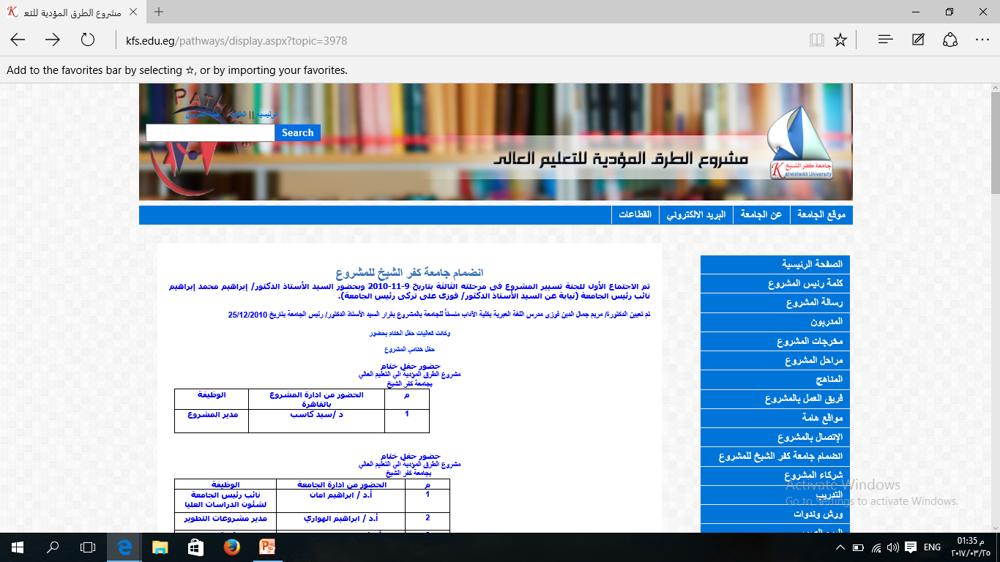 مشروع الطرق المؤدية للتع
kfs.edu.eg/pathways/display.aspx?topic=3978
Add to the favorites bar by selecting ☆, or by importing your favorites.
الرئيسية ||
Search
مشروع الطرق المؤدية للتعليم العالى
جامعة كفر الشيخ
Kafrelsheikh University
موقع الجامعة
عن الجامعة
البريد الالكتروني
القطاعات
الصفحة الرئيسية
كلمة رئيس المشروع
رسالة المشروع
المدربون
مخرجات المشروع
مراحل المشروع
المناهج
فريق العمل بالمشروع
مواقع هامة
الإتصال بالمشروع
انضمام جامعة كفر الشيخ للمشروع
شركاء المشروع
التدريب
ورش وندوات
انضمام جامعة كفر الشيخ للمشروع
تم الاجتماع الأول للجنة تسيير المشروع فى مرحلته الثالثة بتاريخ 9-11-2010 وبحضور السيد الأستاذ الدكتور/ إبراهيم محمد إبراهيم
نائب رئيس الجامعة (نيابة عن السيد الأستاذ الدكتور/ فوزى على تركى رئيس الجامعة).
تم تعيين الدكتورة/ مريم جمال الدين فوزى مدرس اللغة العبرية بكلية الآداب منسقاً للجامعة بالمشروع بقرار السيد الأستاذ الدكتور/ رئيس الجامعة بتاريخ 25/12/2010
وكانت فعاليات حفل الختام بحضور
حفل ختامي المشروع
حضور حفل ختام
مشروع الطرق المؤدية الي التعليم العالي
بجامعة كفر الشيخ
م
الحضور من ادارة المشروع بالقاهرة
الوظيفة
1
د /سيد كاسب
مدير المشروع
حضور حفل ختام
مشروع الطرق المؤدية الي التعليم العالي
بجامعة كفر الشيخ
م
الحضور من ادارة الجامعة
الوظيفة
1
أ.د / ابراهيم امان
نائب رئيس الجامعة
لشئون الدراسات العليا
2
أ.د / ابراهيم الهواري
مدير مشروعات التطوير
Activate Windows
Go to Settings to activate Windows.
ENG
01:35 م
٢٠١٧/٠٣/٢٥